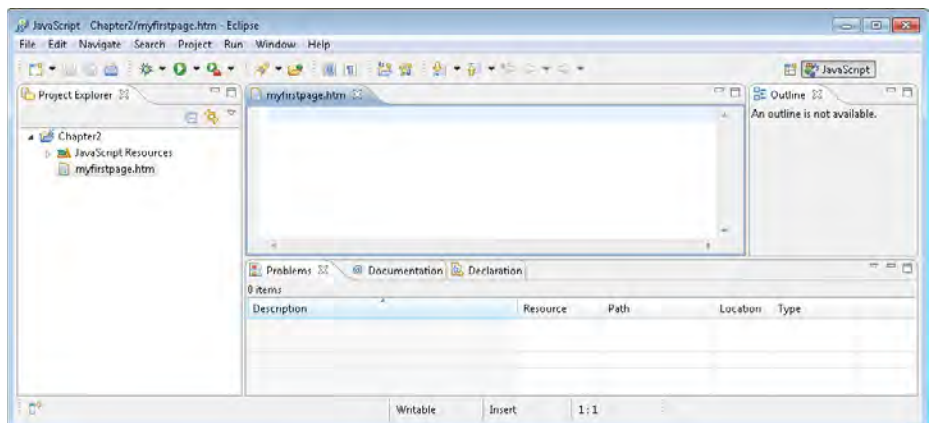 JavaScript Chapter2/myfirstpage.htm - Eclipse
File Edit Navigate Search Project Run Window Help
JavaScript
Project Explorer
myfirstpage.htm
Outline
An outline is not available.
Chapter2
JavaScript Resources
myfirstpage.htm
Problems
Documentation
Declaration
0 items
Description
Resource
Path
Location
Type
Writable
Insert
1:1